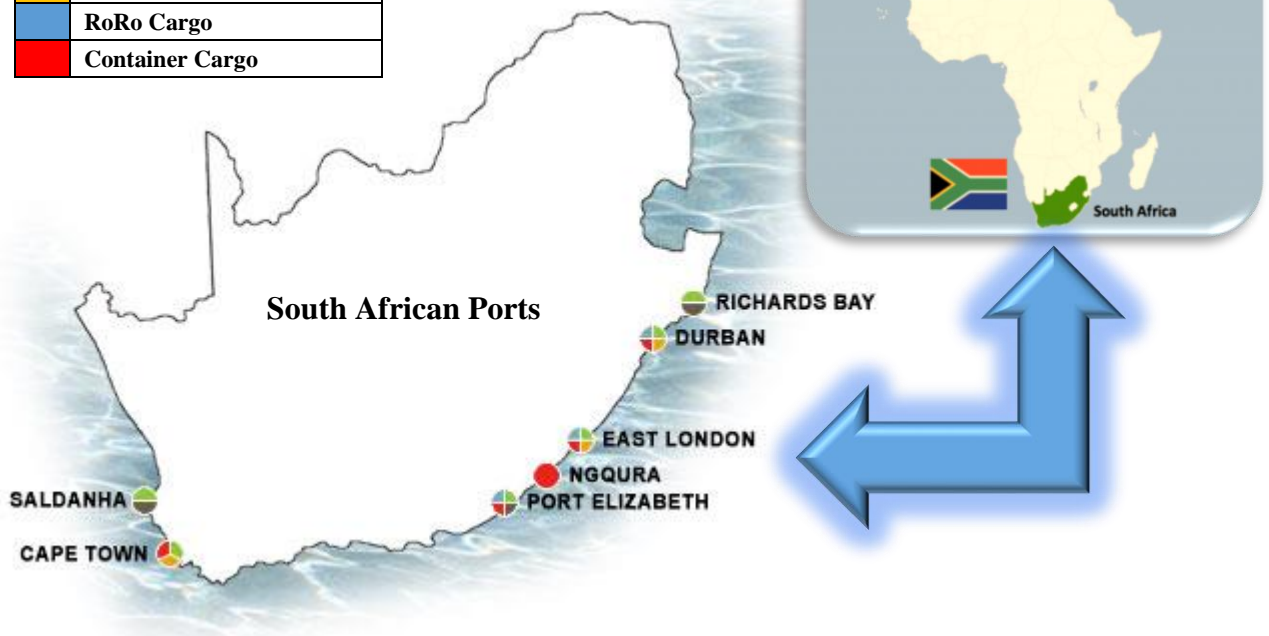 RoRo Cargo
Container Cargo
South Africa
South African Ports
RICHARDS BAY
DURBAN
EAST LONDON
NGQURA
PORT ELIZABETH
SALDANHA
CAPE TOWN